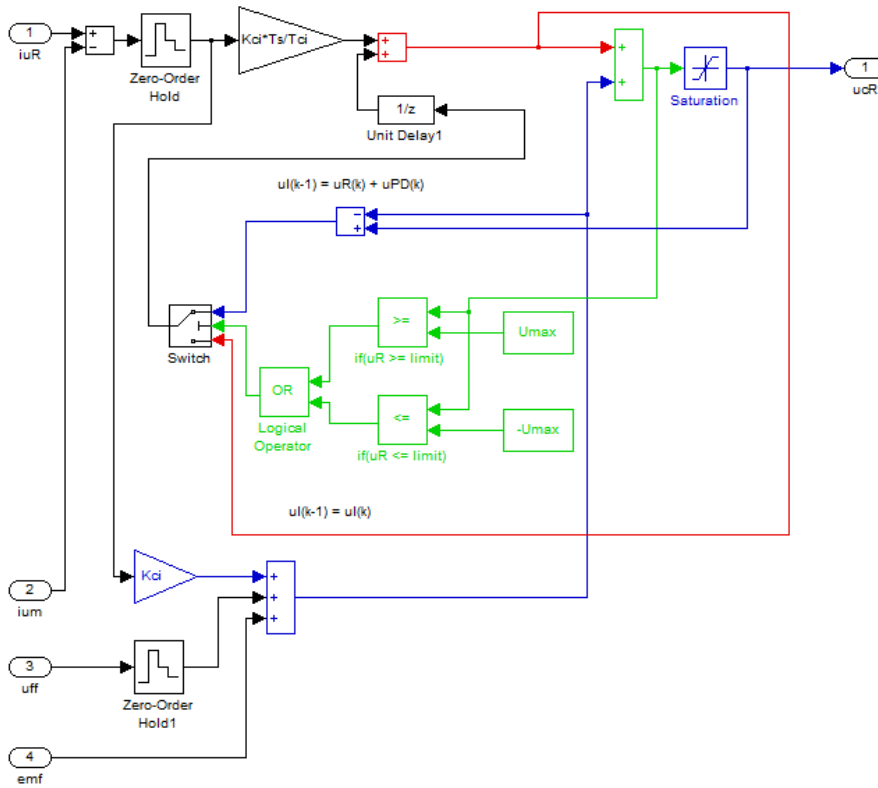 1
iuR
+
−
Zero-Order
Hold
Kci*Ts/Tci
+
+
1/z
Unit Delay1
+
+
Saturation
1
ucR
uI(k-1) = uR(k) + uPD(k)
−
+
Switch
>=
if(uR >= limit)
Umax
OR
Logical
Operator
<=
if(uR <= limit)
-Umax
uI(k-1) = uI(k)
2
ium
Kci
+
+
+
3
uff
Zero-Order
Hold1
4
emf